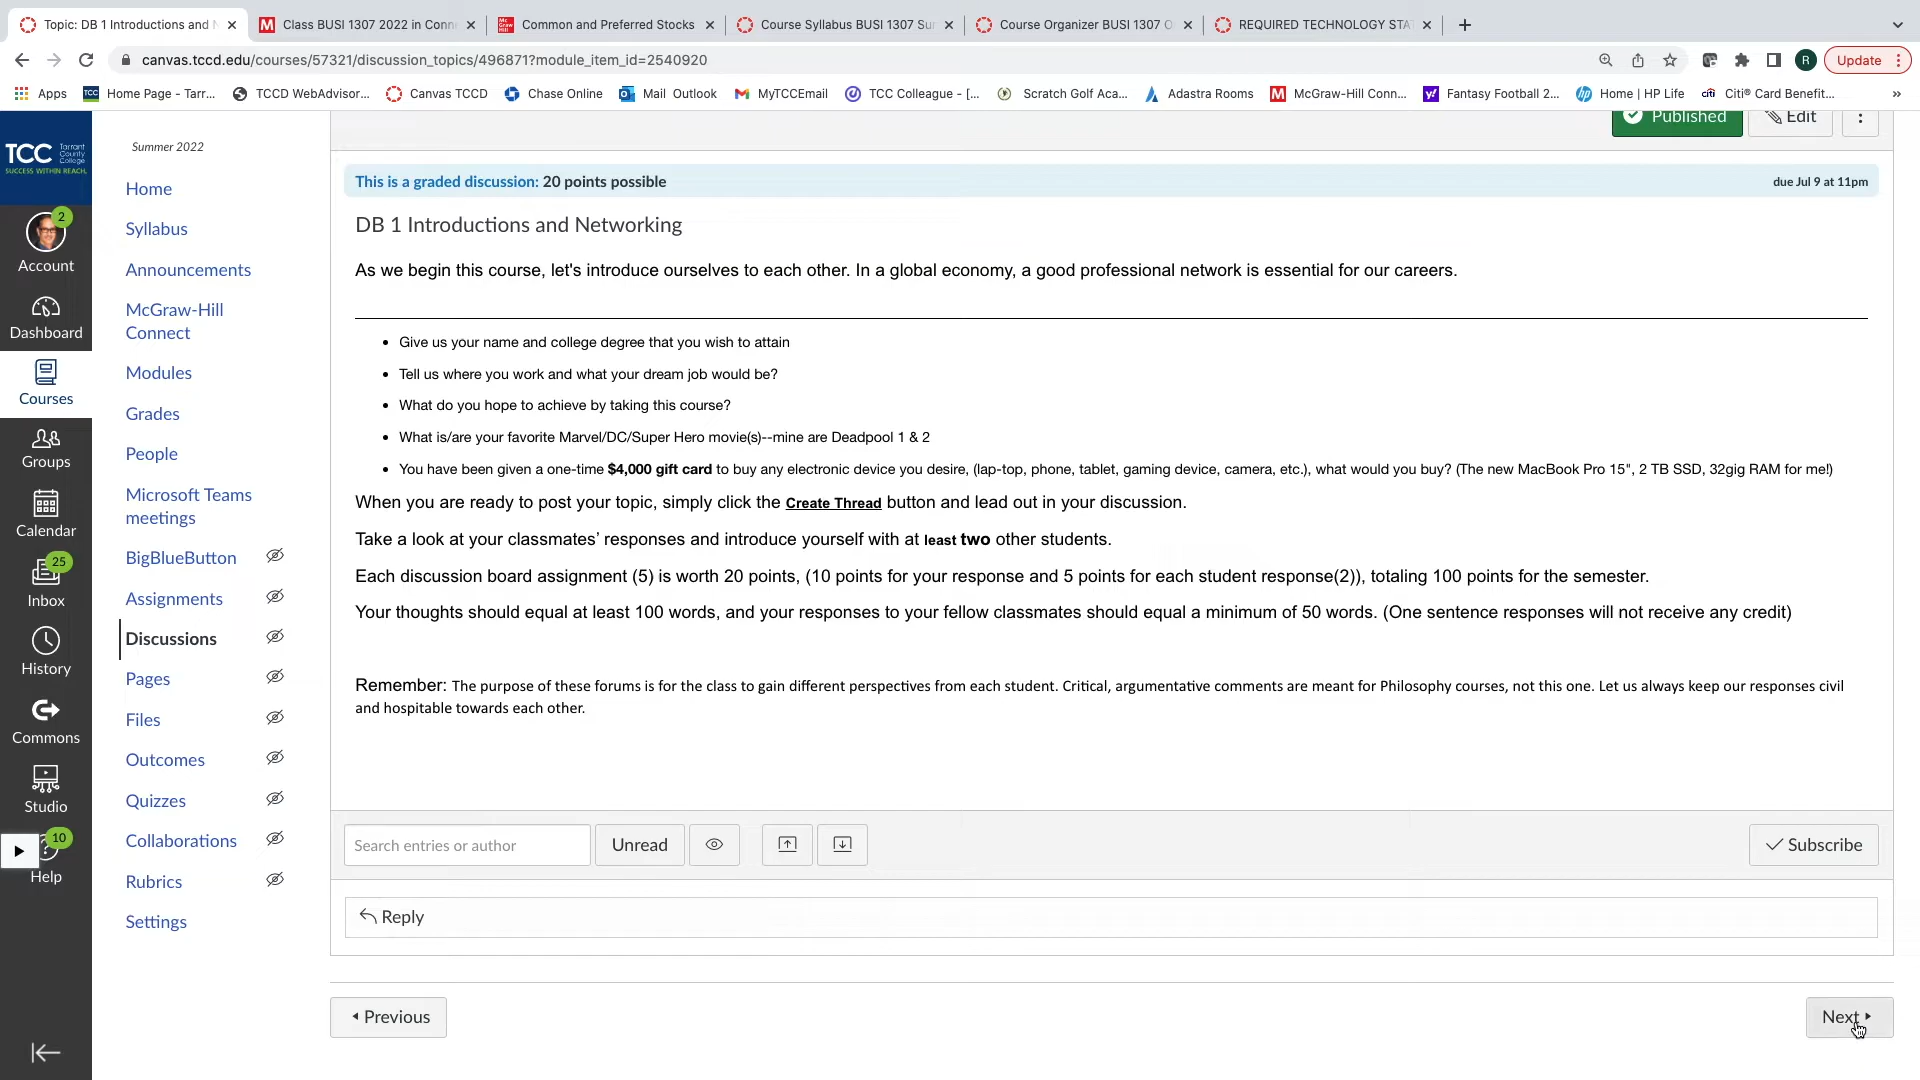 Topic: DB 1 Introductions and N
Class BUSI 1307 2022 in Conne
Common and Preferred Stocks
Course Syllabus BUSI 1307 Su
Course Organizer BUSI 1307 O
REQUIRED TECHNOLOGY STA
canvas.tccd.edu/courses/57321/discussion_topics/496871?module_item_id=2540920
R
Update
Apps
Home Page - Tarr...
TCCD WebAdvisor...
Canvas TCCD
Chase Online
Mail Outlook
MyTCCEmail
TCC Colleague - [...
Scratch Golf Aca...
Adastra Rooms
McGraw-Hill Conn...
Fantasy Football 2...
Home | HP Life
Citi® Card Benefit...
TCC Tarrant County College
SUCCESS WITHIN REACH.
2
Account
Dashboard
Courses
Groups
Calendar
25
Inbox
History
Commons
Studio
10
Help
Summer 2022
Home
Syllabus
Announcements
McGraw-Hill
Connect
Modules
Grades
People
Microsoft Teams
meetings
BigBlueButton
Assignments
Discussions
Pages
Files
Outcomes
Quizzes
Collaborations
Rubrics
Settings
Published
Edit
This is a graded discussion: 20 points possible
due Jul 9 at 11pm
DB 1 Introductions and Networking
As we begin this course, let's introduce ourselves to each other. In a global economy, a good professional network is essential for our careers.
• Give us your name and college degree that you wish to attain
• Tell us where you work and what your dream job would be?
• What do you hope to achieve by taking this course?
• What is/are your favorite Marvel/DC/Super Hero movie(s)--mine are Deadpool 1 & 2
• You have been given a one-time $4,000 gift card to buy any electronic device you desire, (lap-top, phone, tablet, gaming device, camera, etc.), what would you buy? (The new MacBook Pro 15", 2 TB SSD, 32gig RAM for me!)
When you are ready to post your topic, simply click the Create Thread button and lead out in your discussion.
Take a look at your classmates’ responses and introduce yourself with at least two other students.
Each discussion board assignment (5) is worth 20 points, (10 points for your response and 5 points for each student response(2)), totaling 100 points for the semester.
Your thoughts should equal at least 100 words, and your responses to your fellow classmates should equal a minimum of 50 words. (One sentence responses will not receive any credit)
Remember: The purpose of these forums is for the class to gain different perspectives from each student. Critical, argumentative comments are meant for Philosophy courses, not this one. Let us always keep our responses civil
and hospitable towards each other.
Search entries or author
Unread
Subscribe
Reply
Previous
Next